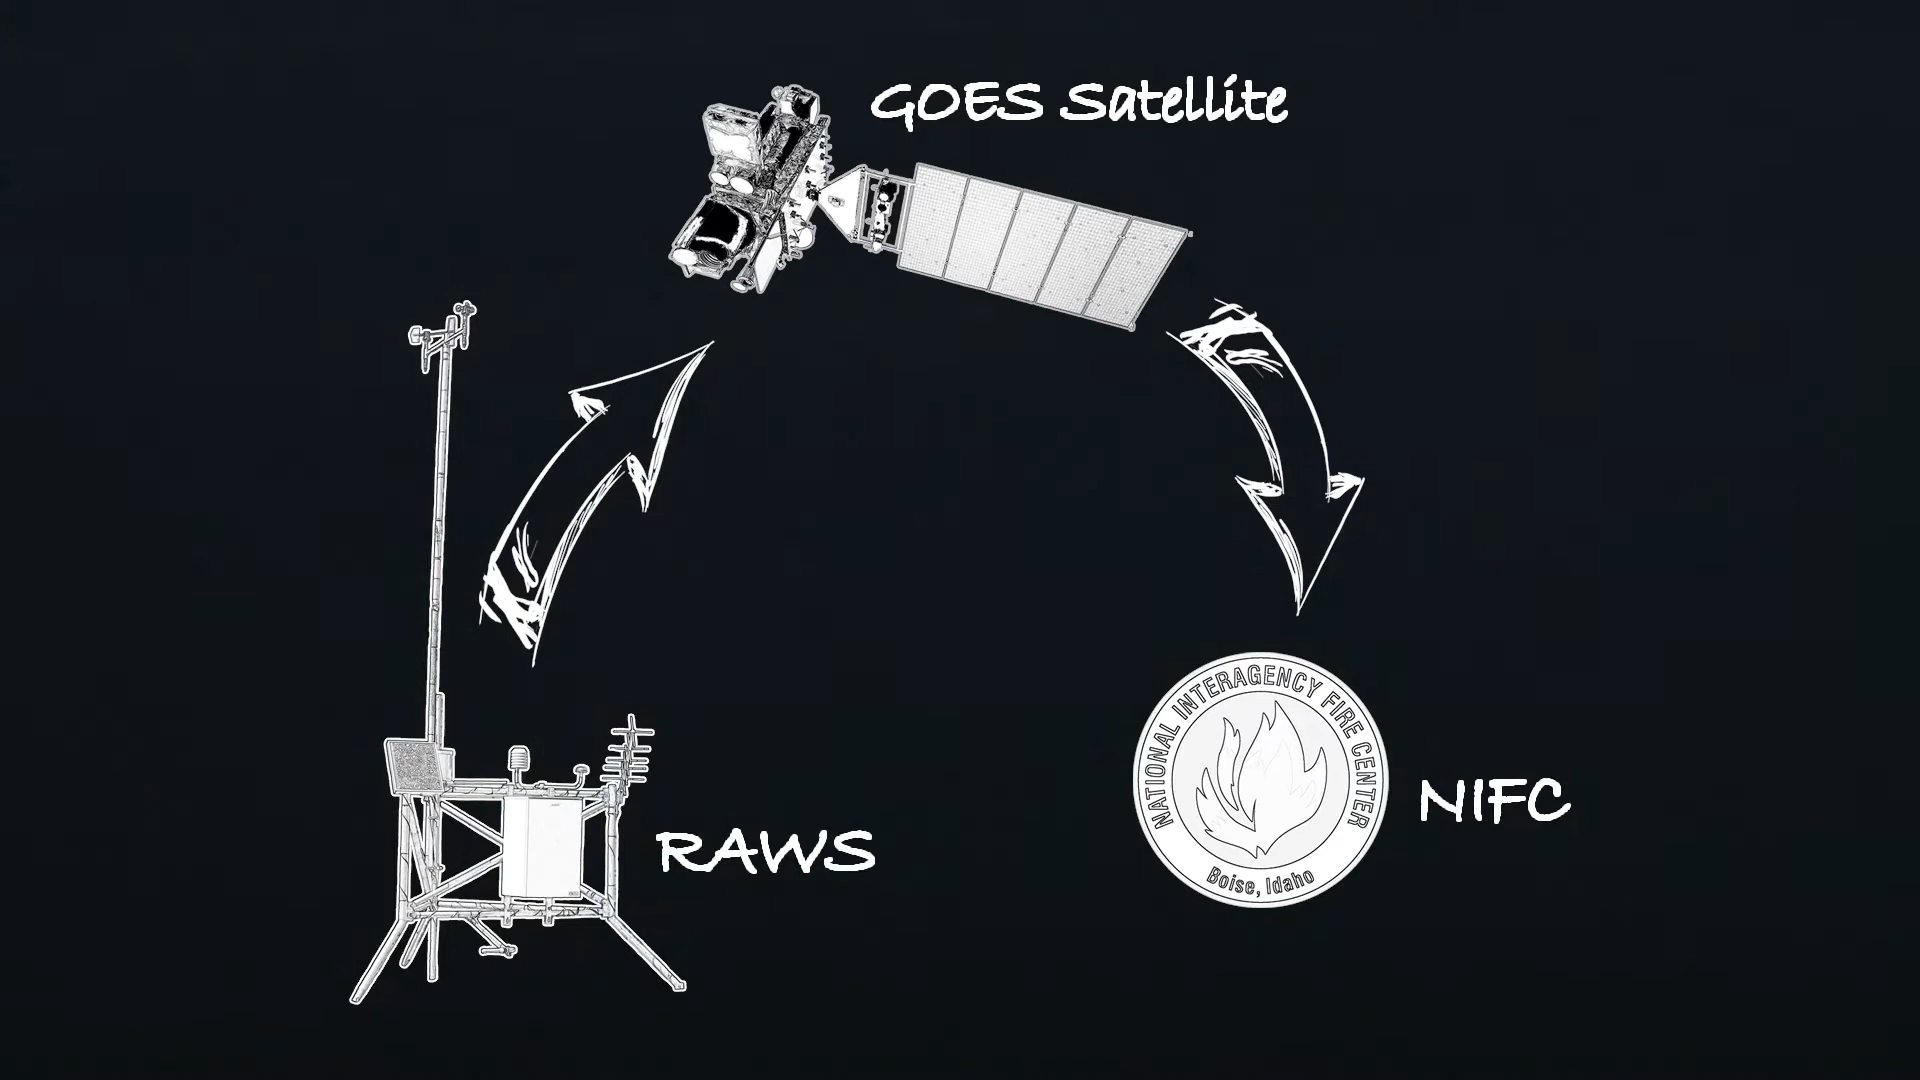 GOES Satellite
RAWS
NATIONAL INTERAGENCY FIRE CENTER
Boise, Idaho
NIFC